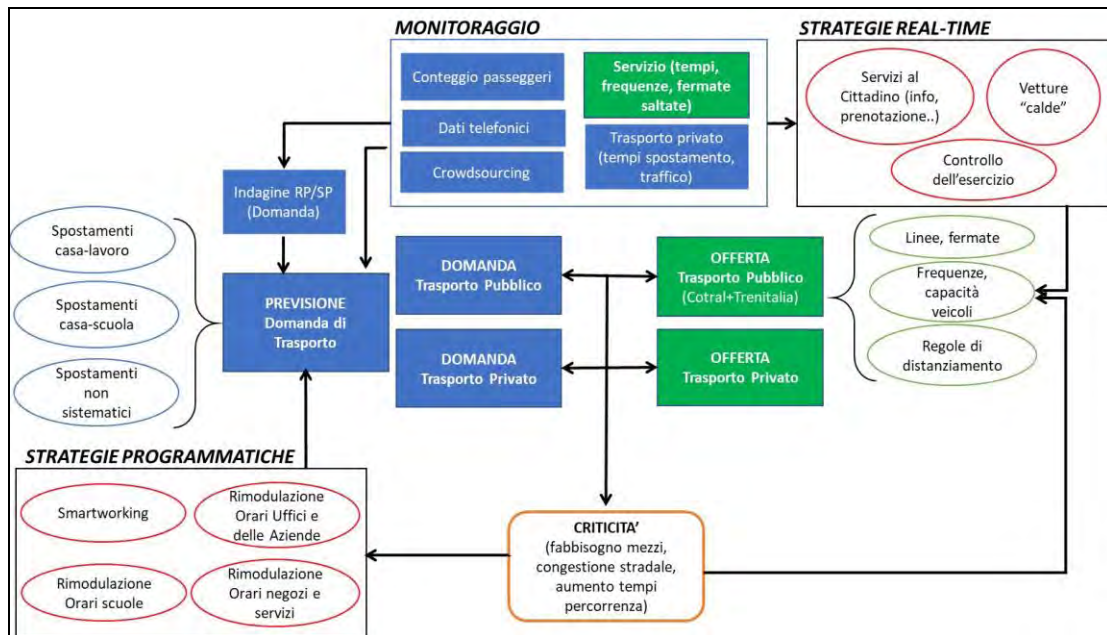 MONITORAGGIO
Conteggio passeggeri
Dati telefonici
Crowdsourcing
Servizio (tempi,
frequenze, fermate
saltate)
Trasporto privato
(tempi spostamento,
traffico)
STRATEGIE REAL-TIME
Servizi al
Cittadino (info,
prenotazione..)
Vetture
“calde”
Controllo
dell’esercizio
Indagine RP/SP
(Domanda)
Spostamenti
casa-lavoro
Spostamenti
casa-scuola
Spostamenti
non
sistematici
PREVISIONE
Domanda di
Trasporto
DOMANDA
Trasporto Pubblico
DOMANDA
Trasporto Privato
OFFERTA
Trasporto Pubblico
(Cotral+Trenitalia)
OFFERTA
Trasporto Privato
Linee, fermate
Frequenze,
capacità
veicoli
Regole di
distanziamento
STRATEGIE PROGRAMMATICHE
Smartworking
Rimodulazione
Orari Uffici e
delle Aziende
Rimodulazione
Orari scuole
Rimodulazione
Orari negozi e
servizi
CRITICITA’
(fabbisogno mezzi,
congestione stradale,
aumento tempi
percorrenza)